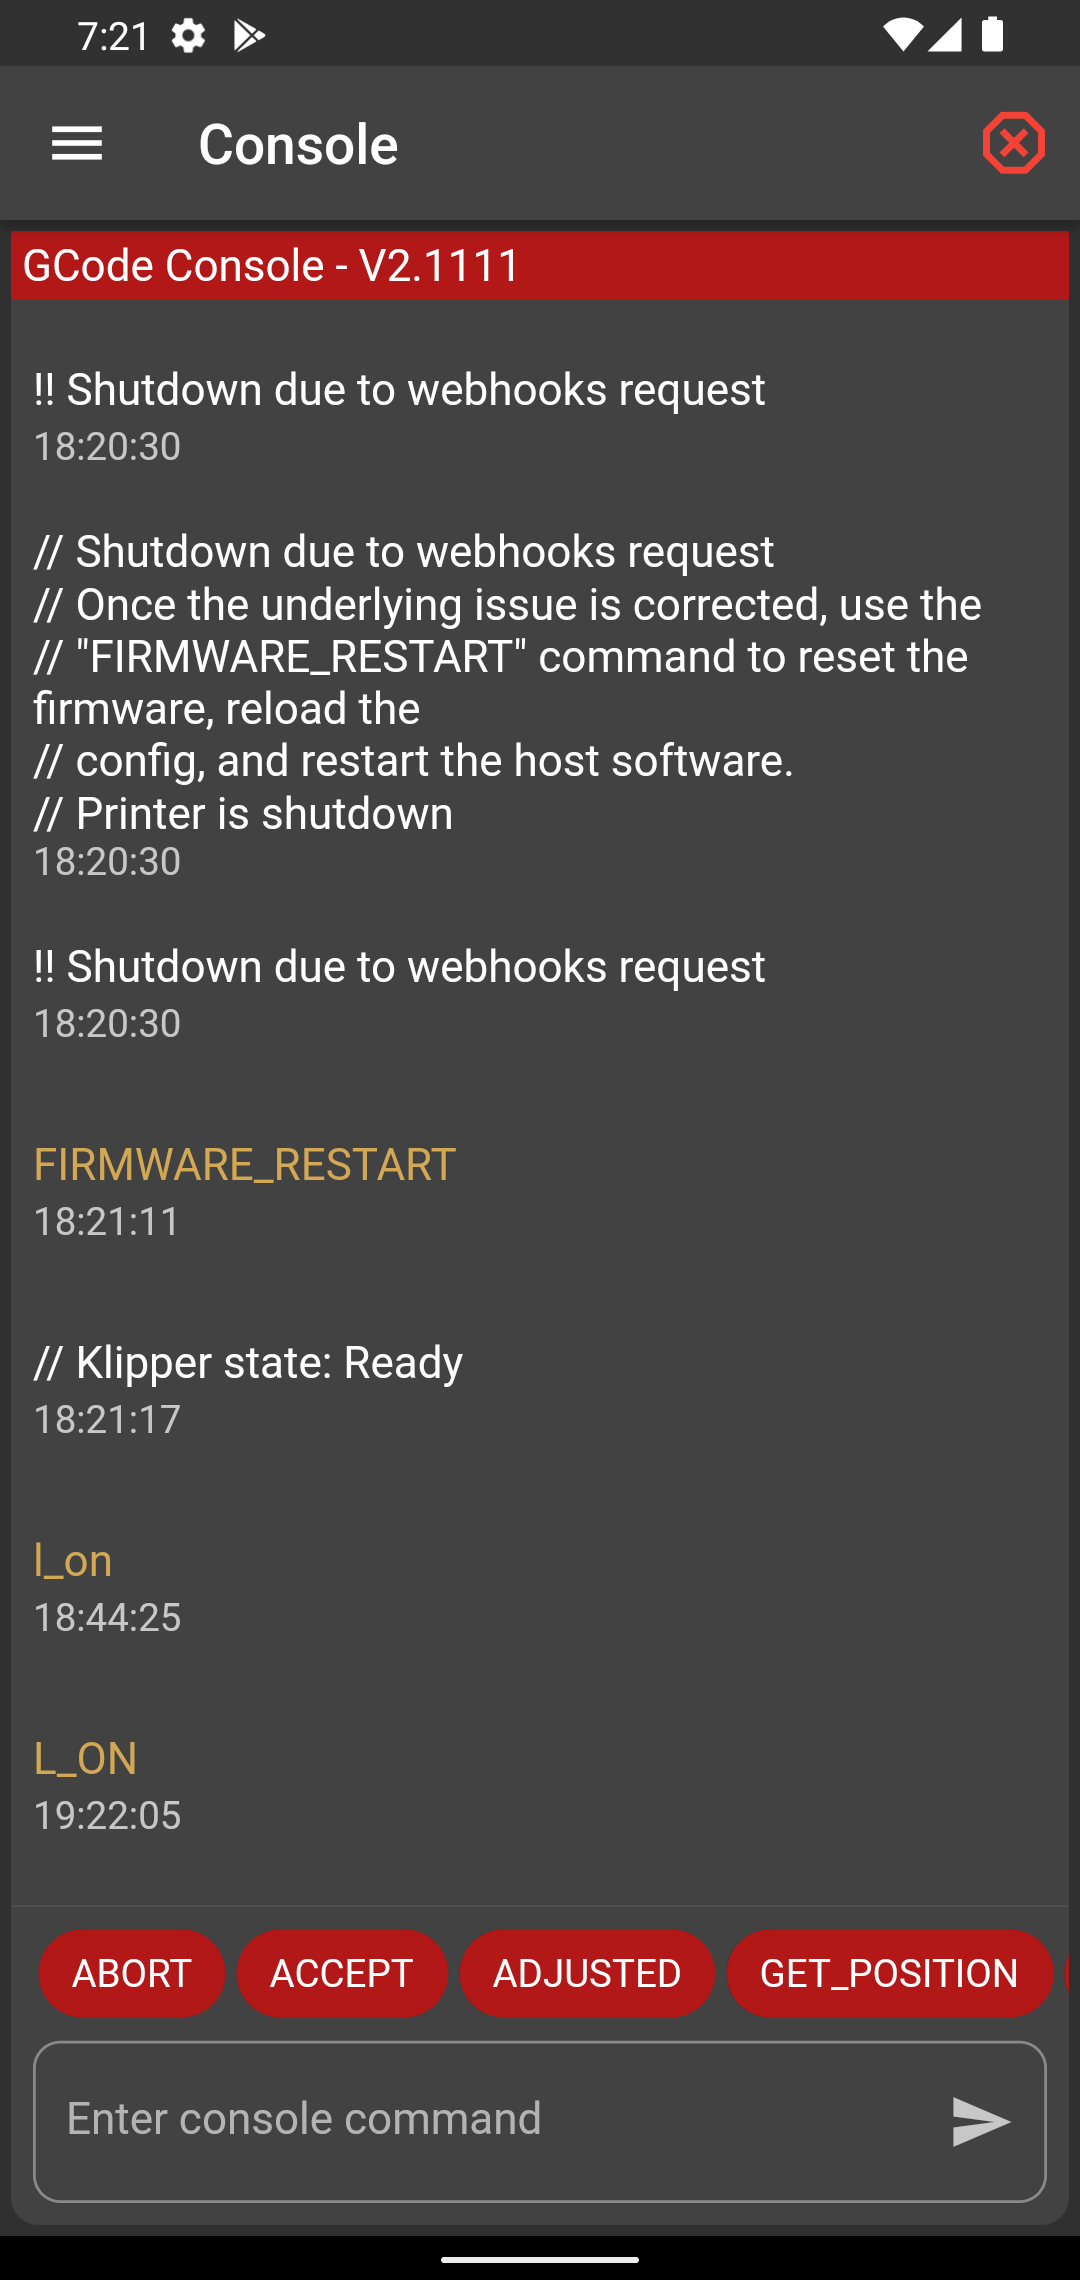 7:21
Console
GCode Console - V2.1111
!! Shutdown due to webhooks request
18:20:30
// Shutdown due to webhooks request
// Once the underlying issue is corrected, use the
// "FIRMWARE_RESTART" command to reset the
firmware, reload the
// config, and restart the host software.
// Printer is shutdown
18:20:30
!! Shutdown due to webhooks request
18:20:30
FIRMWARE_RESTART
18:21:11
// Klipper state: Ready
18:21:17
l_on
18:44:25
L_ON
19:22:05
ABORT ACCEPT ADJUSTED GET_POSITION
Enter console command